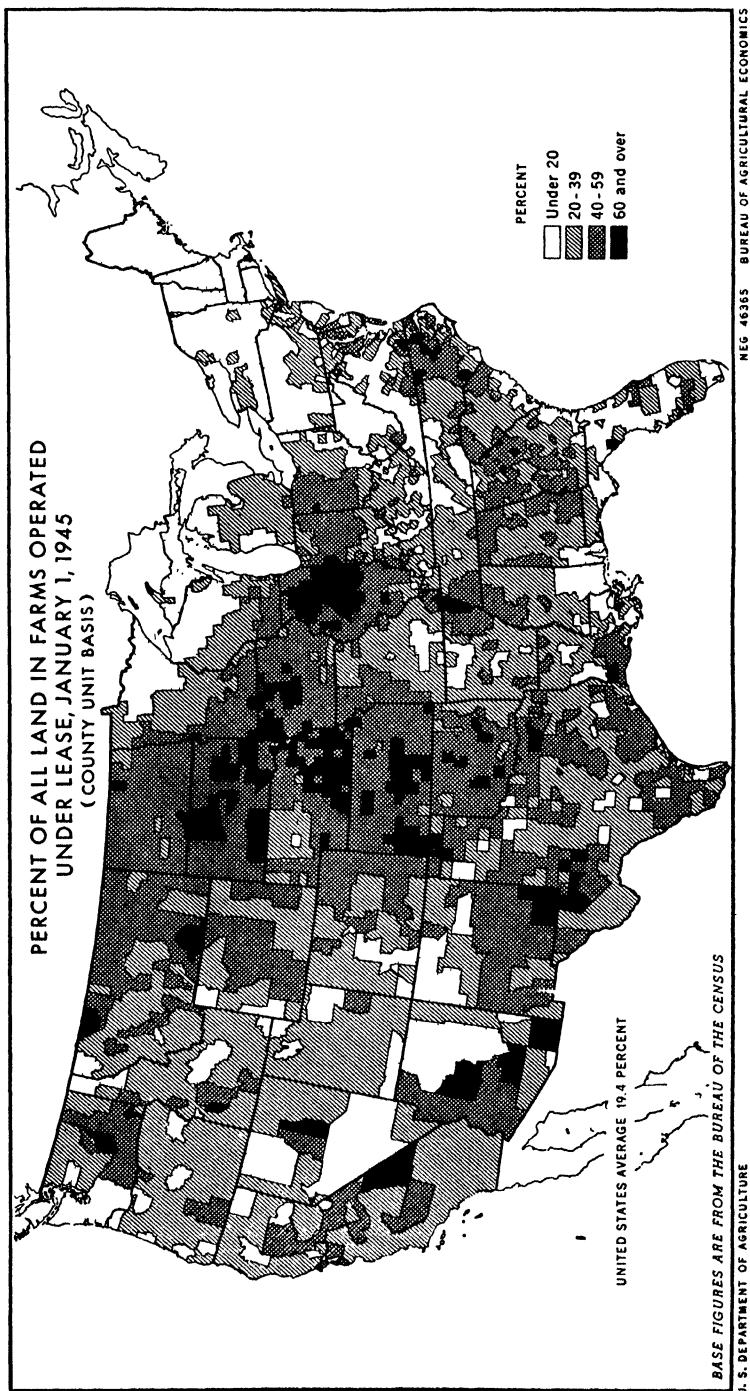 PERCENT OF ALL LAND IN FARMS OPERATED
UNDER LEASE, JANUARY 1, 1945
(COUNTY UNIT BASIS)
PERCENT
Under 20
20 - 39
40 - 59
60 and over
UNITED STATES AVERAGE 19.4 PERCENT
BASE FIGURES ARE FROM THE BUREAU OF THE CENSUS
. S. DEPARTMENT OF AGRICULTURE
NEG 46365 BUREAU OF AGRICULTURAL ECONOMICS